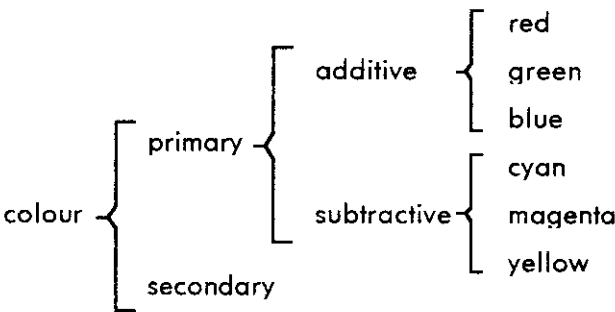 red
additive green
blue
primary
cyan
colour subtractive magenta
yellow
secondary